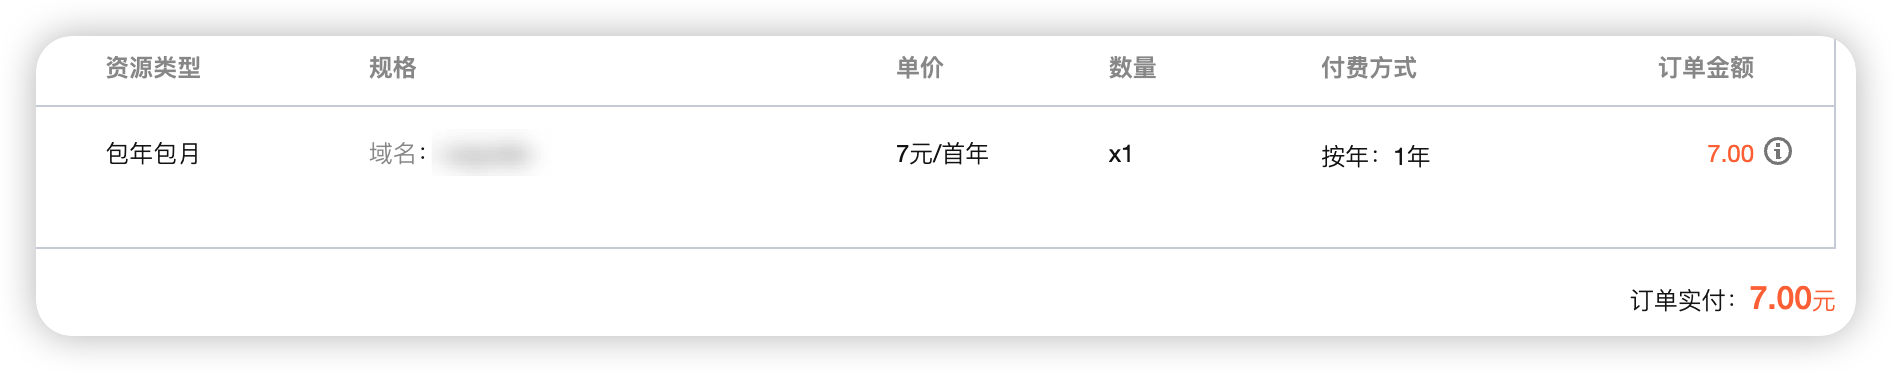 资源类型 规格 单价 数量 付费方式 订单金额
包年包月 域名： 7元/首年 x1 按年：1年 7.00
订单实付：7.00元